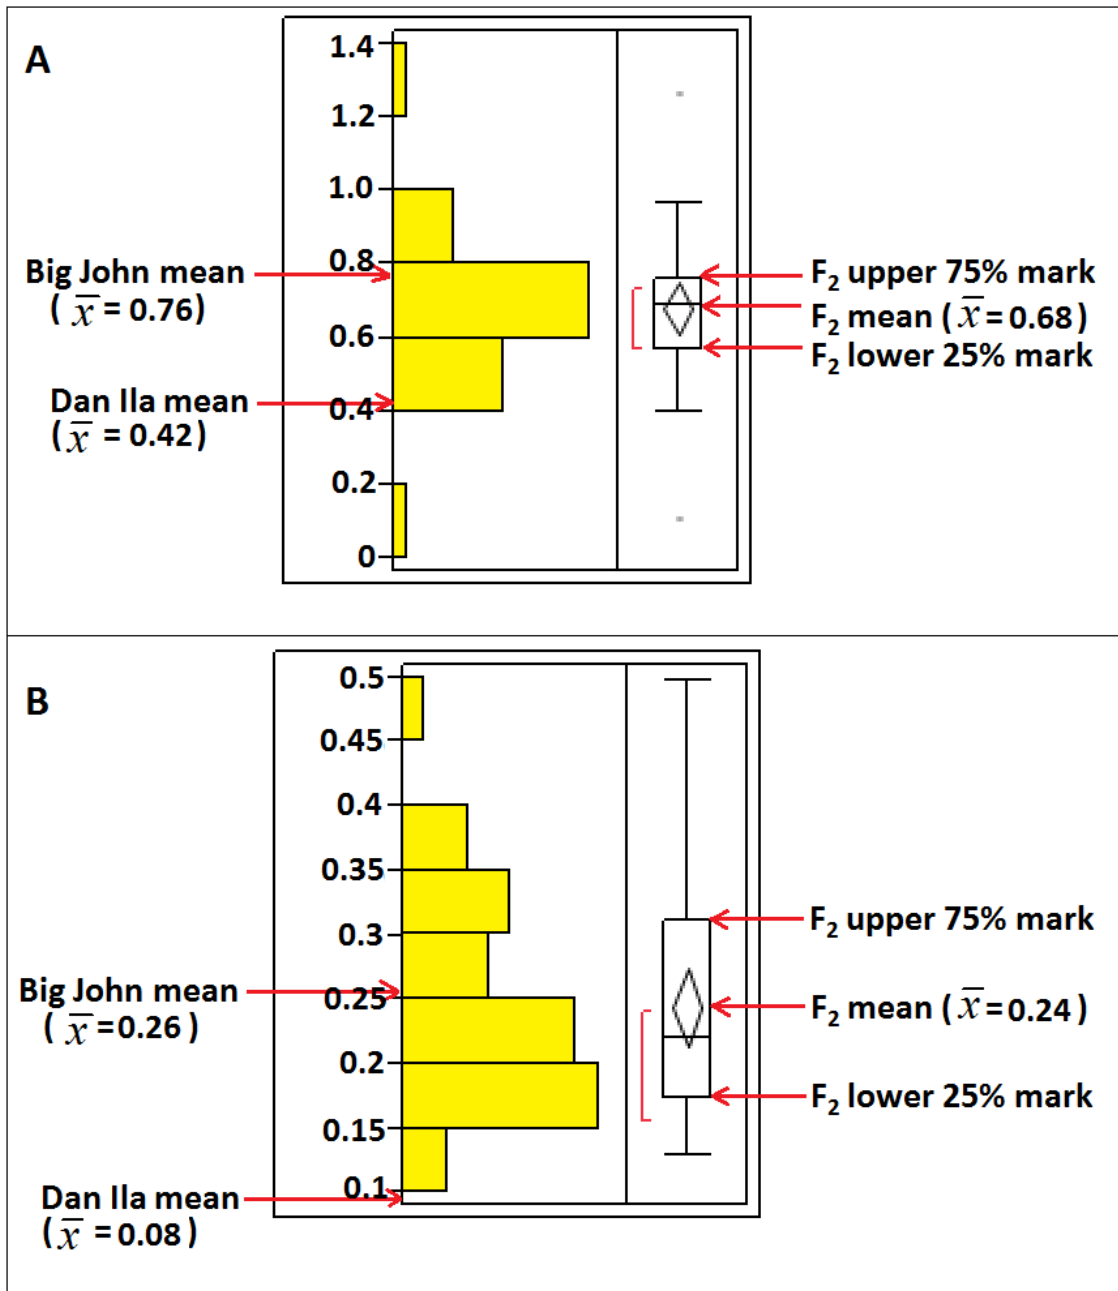 A
1.4
1.2
1.0
0.8
0.6
0.4
0.2
0
Big John mean
( x̄ = 0.76)
Dan Ila mean
( x̄ = 0.42)
F₂ upper 75% mark
F₂ mean ( x̄ = 0.68)
F₂ lower 25% mark
B
0.5
0.45
0.4
0.35
0.3
0.25
0.2
0.15
0.1
Big John mean
( x̄ = 0.26)
Dan Ila mean
( x̄ = 0.08)
F₂ upper 75% mark
F₂ mean ( x̄ = 0.24)
F₂ lower 25% mark